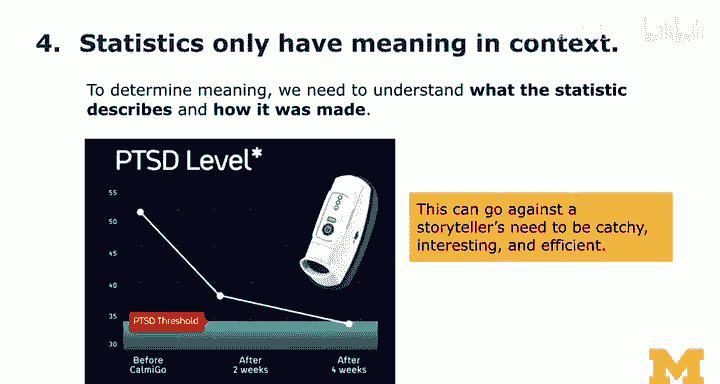 4. Statistics only have meaning in context.
To determine meaning, we need to understand what the statistic
describes and how it was made.
PTSD Level*
55
50
45
40
35
30
PTSD Threshold
Before
CalmiGo
After
2 weeks
After
4 weeks
This can go against a
storyteller's need to be catchy,
interesting, and efficient.
M